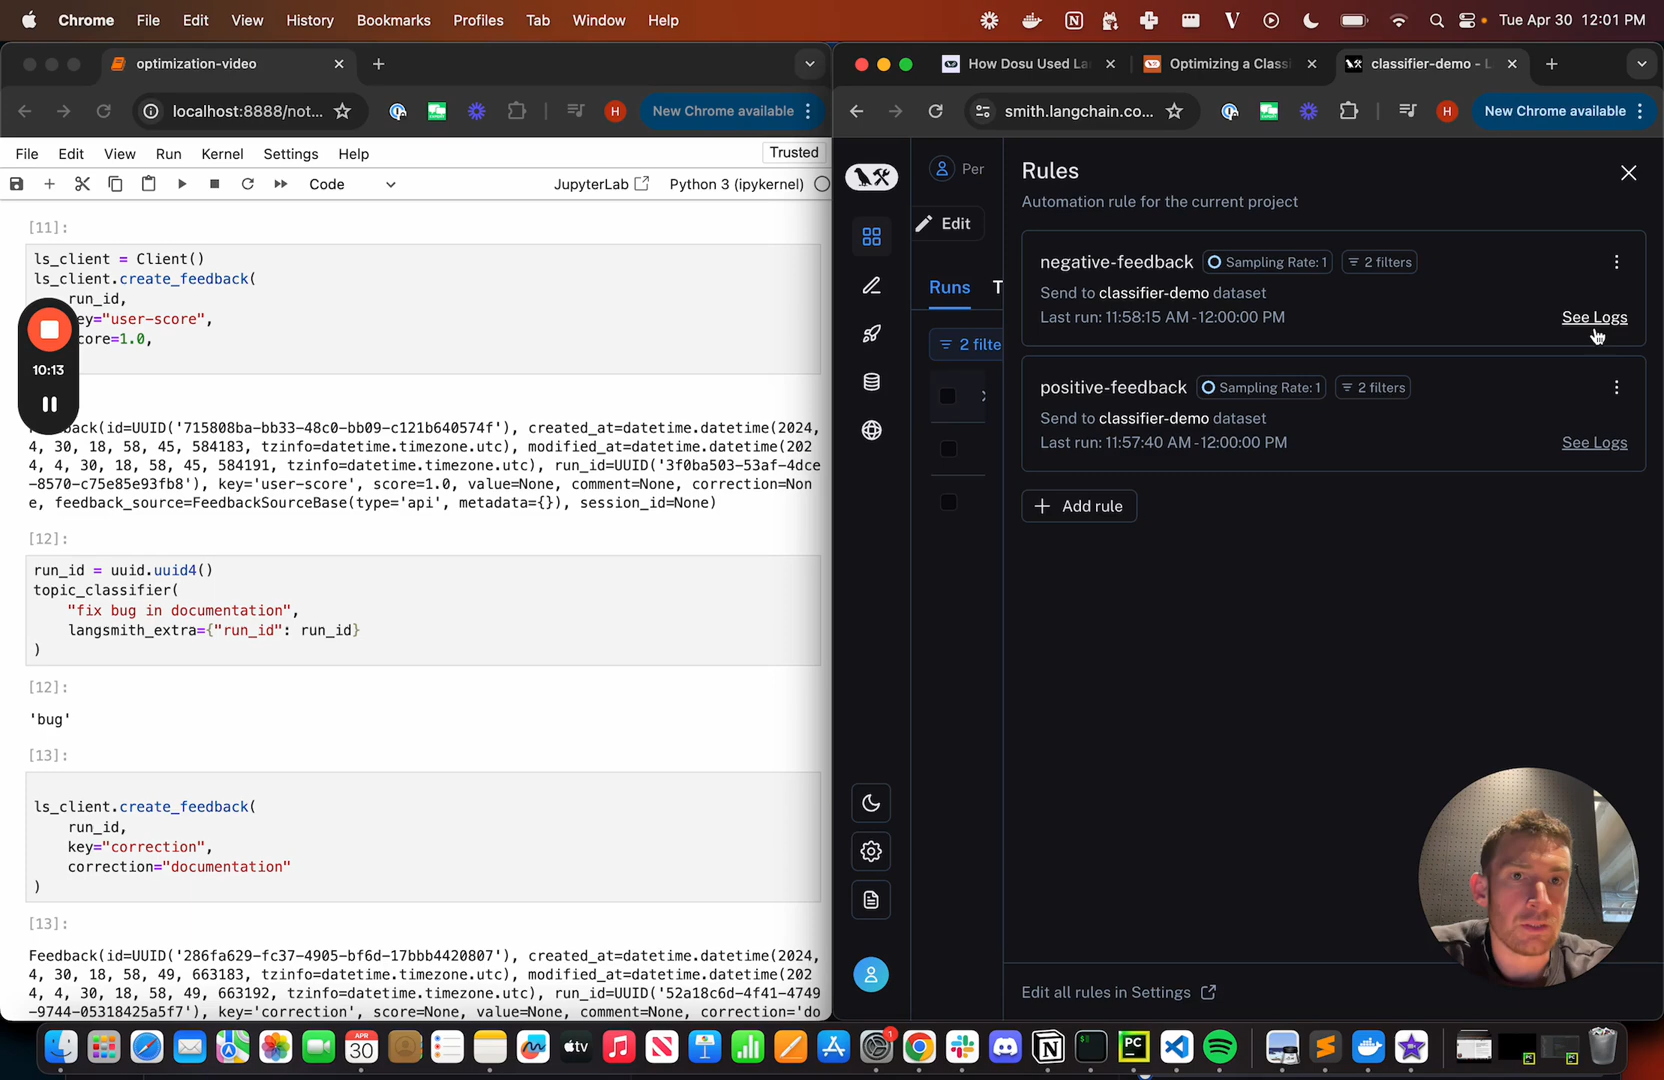 Chrome File Edit View History Bookmarks Profiles Tab Window Help
Tue Apr 30 12:01 PM
optimization-video
localhost:8888/not...
New Chrome available
File Edit View Run Kernel Settings Help
Trusted
Code
JupyterLab
Python 3 (ipykernel)
[11]:
ls_client = Client()
ls_client.create_feedback(
run_id,
ey="user-score",
core=1.0,
10:13
back(id=UUID('715808ba-bb33-48c0-bb09-c121b640574f'), created_at=datetime.datetime(2024,
4, 30, 18, 58, 45, 584183, tzinfo=datetime.timezone.utc), modified_at=datetime.datetime(202
4, 4, 30, 18, 58, 45, 584191, tzinfo=datetime.timezone.utc), run_id=UUID('3f0ba503-53af-4dce
-8570-c75e85e93fb8'), key='user-score', score=1.0, value=None, comment=None, correction=Non
e, feedback_source=FeedbackSourceBase(type='api', metadata={}), session_id=None)
[12]:
run_id = uuid.uuid4()
topic_classifier(
"fix bug in documentation",
langsmith_extra={"run_id": run_id}
)
[12]:
'bug'
[13]:
ls_client.create_feedback(
run_id,
key="correction",
correction="documentation"
)
[13]:
Feedback(id=UUID('286fa629-fc37-4905-bf6d-17bbb4420807'), created_at=datetime.datetime(2024,
4, 30, 18, 58, 49, 663183, tzinfo=datetime.timezone.utc), modified_at=datetime.datetime(202
4, 4, 30, 18, 58, 49, 663192, tzinfo=datetime.timezone.utc), run_id=UUID('52a18c6d-4f41-4749
-9744-05318425a5f7'), key='correction', score=None, value=None, comment=None, correction='do
How Dosu Used La
Optimizing a Classi
classifier-demo - L
smith.langchain.co...
New Chrome available
Per
Edit
Runs T
2 filte
Rules
Automation rule for the current project
negative-feedback Sampling Rate: 1 2 filters
Send to classifier-demo dataset
Last run: 11:58:15 AM - 12:00:00 PM
See Logs
positive-feedback Sampling Rate: 1 2 filters
Send to classifier-demo dataset
Last run: 11:57:40 AM - 12:00:00 PM
See Logs
+ Add rule
Edit all rules in Settings
APR
30
tv
1
PC